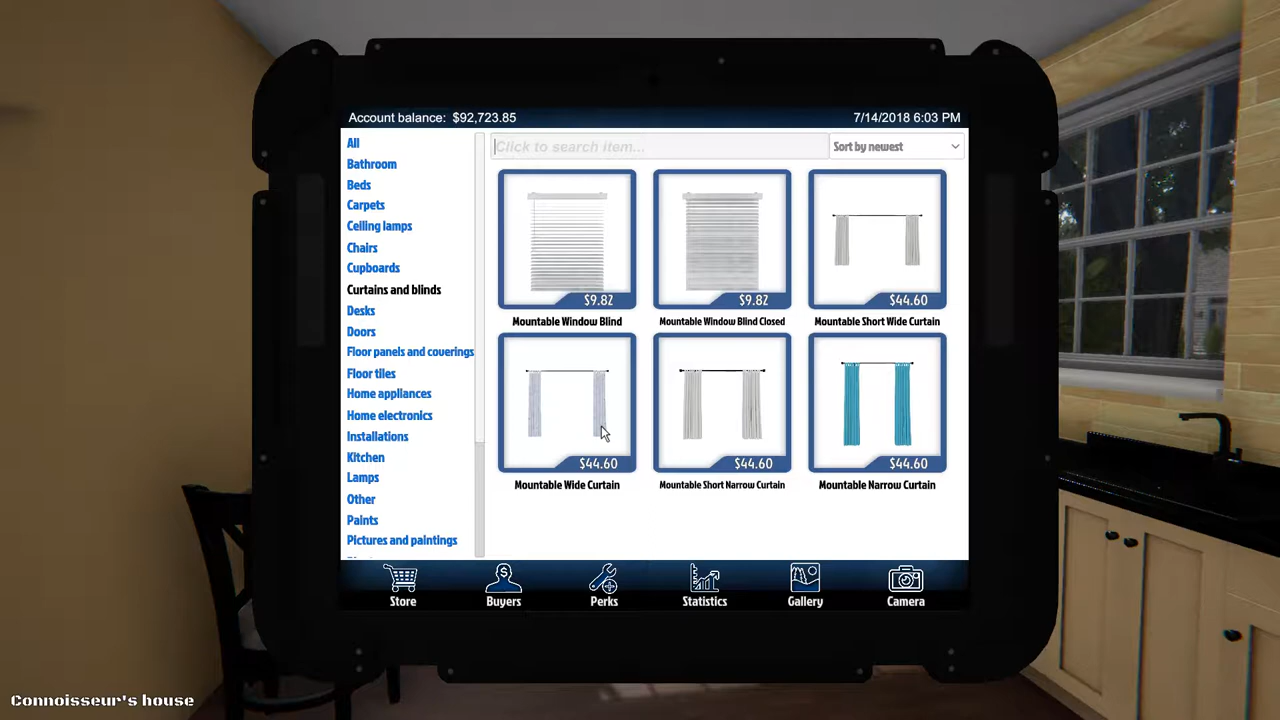 Account balance: $92,723.85
7/14/2018 6:03 PM
All
Bathroom
Beds
Carpets
Ceiling lamps
Chairs
Cupboards
Curtains and blinds
Desks
Doors
Floor panels and coverings
Floor tiles
Home appliances
Home electronics
Installations
Kitchen
Lamps
Other
Paints
Pictures and paintings
Click to search item...
Sort by newest
$9.82
$9.82
$44.60
Mountable Window Blind
Mountable Window Blind Closed
Mountable Short Wide Curtain
$44.60
$44.60
$44.60
Mountable Wide Curtain
Mountable Short Narrow Curtain
Mountable Narrow Curtain
Store
Buyers
Perks
Statistics
Gallery
Camera
Connoisseur's house